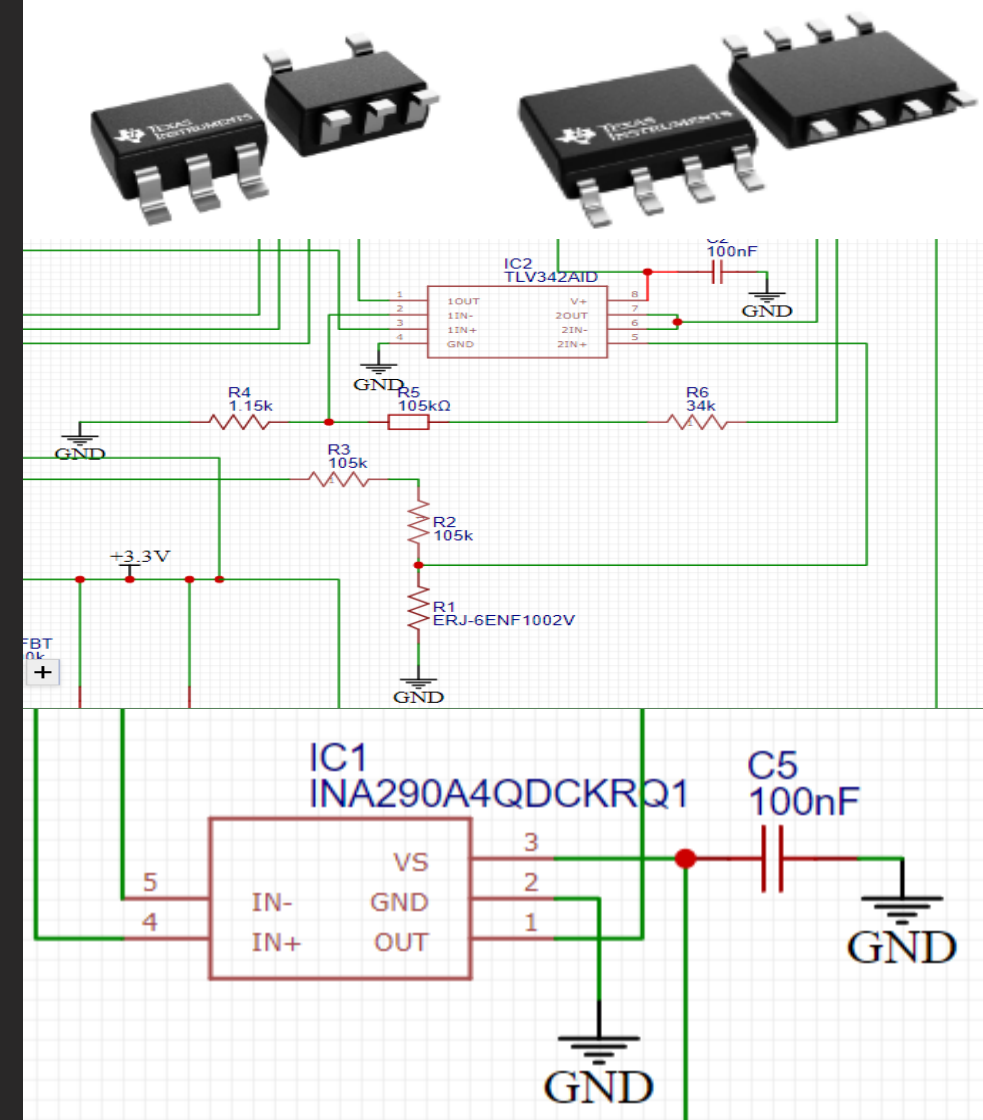 TEXAS
INSTRUMENTS
TEXAS
INSTRUMENTS
C2
100nF
GND
IC2
TLV342AID
1 1OUT V+ 8
2 1IN- 2OUT 7
3 1IN+ 2IN- 6
4 GND 2IN+ 5
GND
R4
1.15k
R5
105kΩ
R6
34k
GND
R3
105k
R2
105k
+3.3V
R1
ERJ-6ENF1002V
FBT
0k
+
GND
IC1
INA290A4QDCKRQ1
C5
100nF
VS 3
5 IN- GND 2
4 IN+ OUT 1
GND
GND